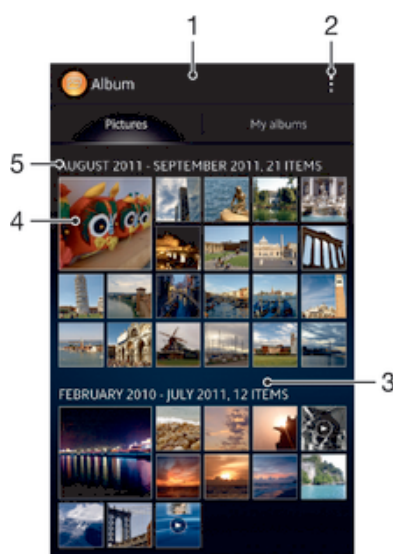 1
2
Album
Pictures
My albums
5
AUGUST 2011 - SEPTEMBER 2011, 21 ITEMS
4
3
FEBRUARY 2010 - JULY 2011, 12 ITEMS